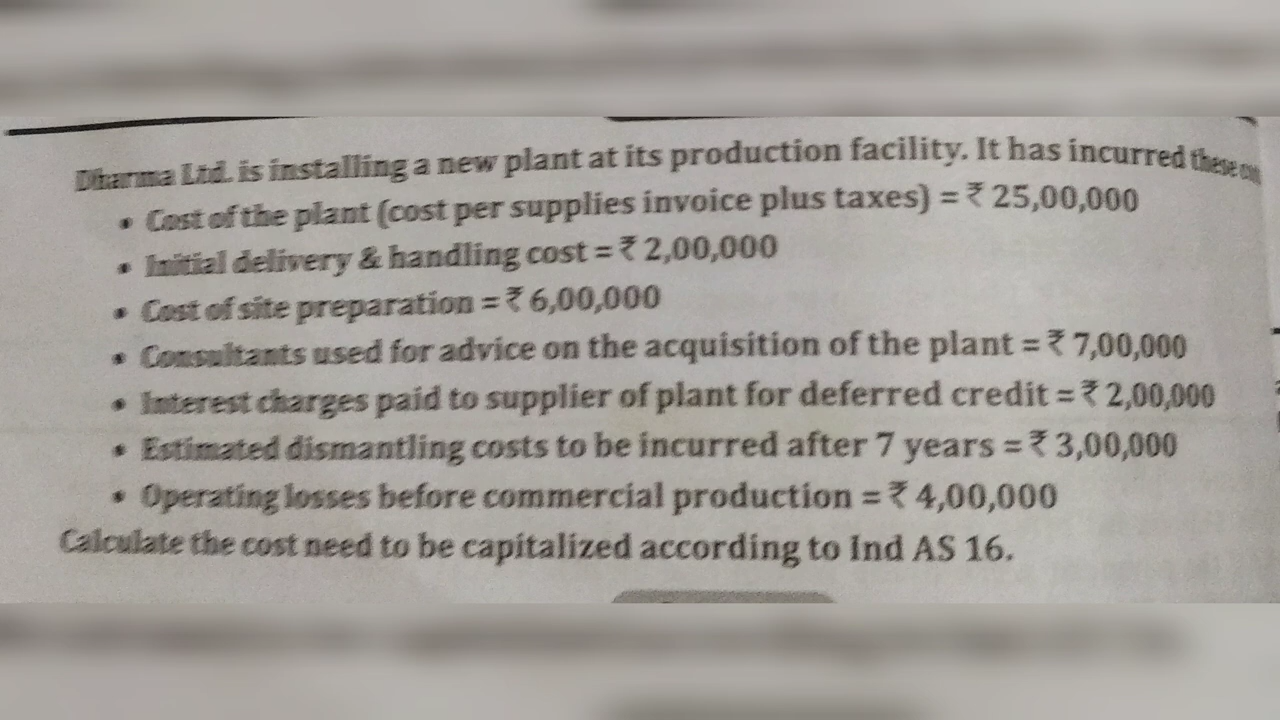 Dharma Ltd. is installing a new plant at its production facility. It has incurred these
• Cost of the plant (cost per supplies invoice plus taxes) = ₹ 25,00,000
• Initial delivery & handling cost = ₹ 2,00,000
• Cost of site preparation = ₹ 6,00,000
• Consultants used for advice on the acquisition of the plant = ₹ 7,00,000
• Interest charges paid to supplier of plant for deferred credit = ₹ 2,00,000
• Estimated dismantling costs to be incurred after 7 years = ₹ 3,00,000
• Operating losses before commercial production = ₹ 4,00,000
Calculate the cost need to be capitalized according to Ind AS 16.